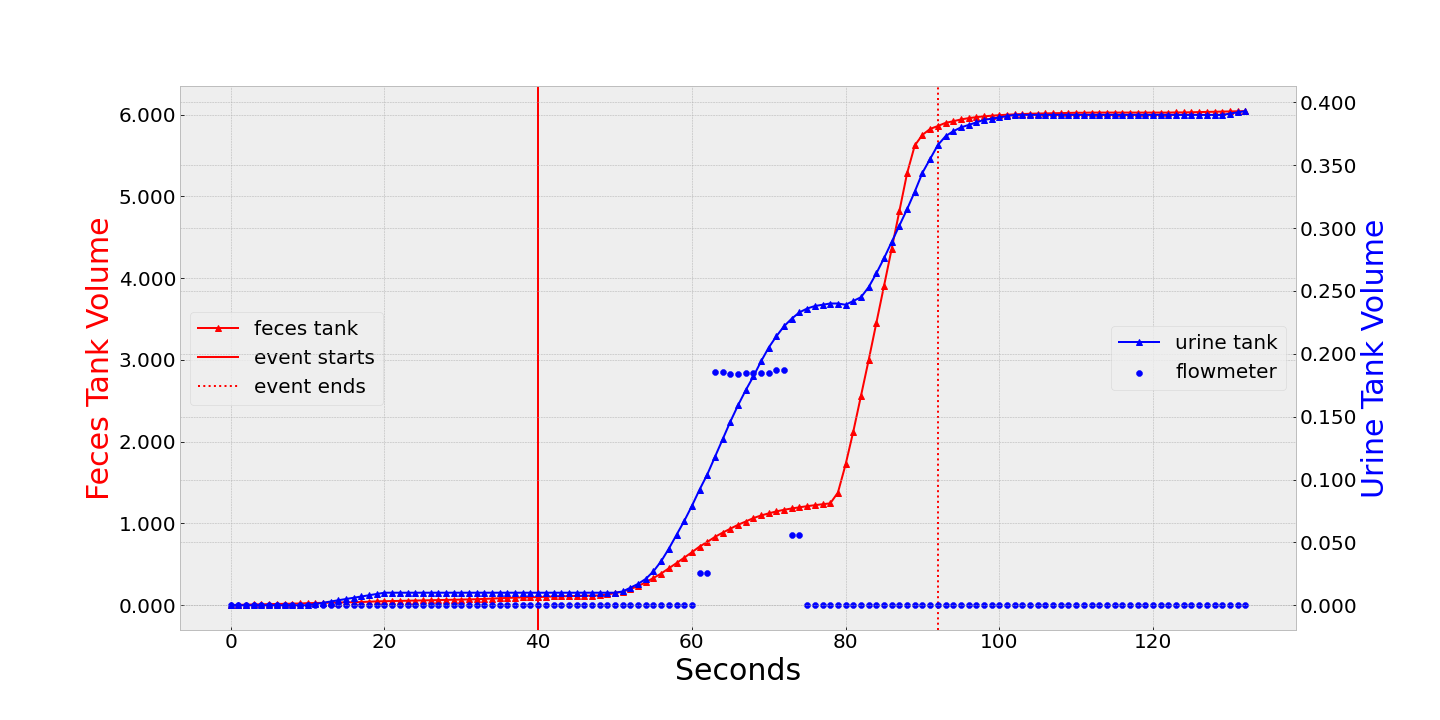 6.000
5.000
4.000
3.000
2.000
1.000
0.000
Feces Tank Volume
feces tank
event starts
event ends
urine tank
flowmeter
0.400
0.350
0.300
0.250
0.200
0.150
0.100
0.050
0.000
Urine Tank Volume
0 20 40 60 80 100 120
Seconds